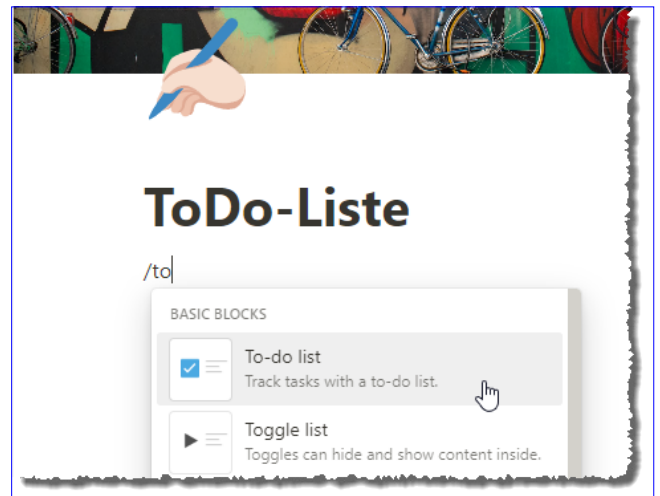 ToDo-Liste
/to
BASIC BLOCKS
To-do list
Track tasks with a to-do list.
Toggle list
Toggles can hide and show content inside.